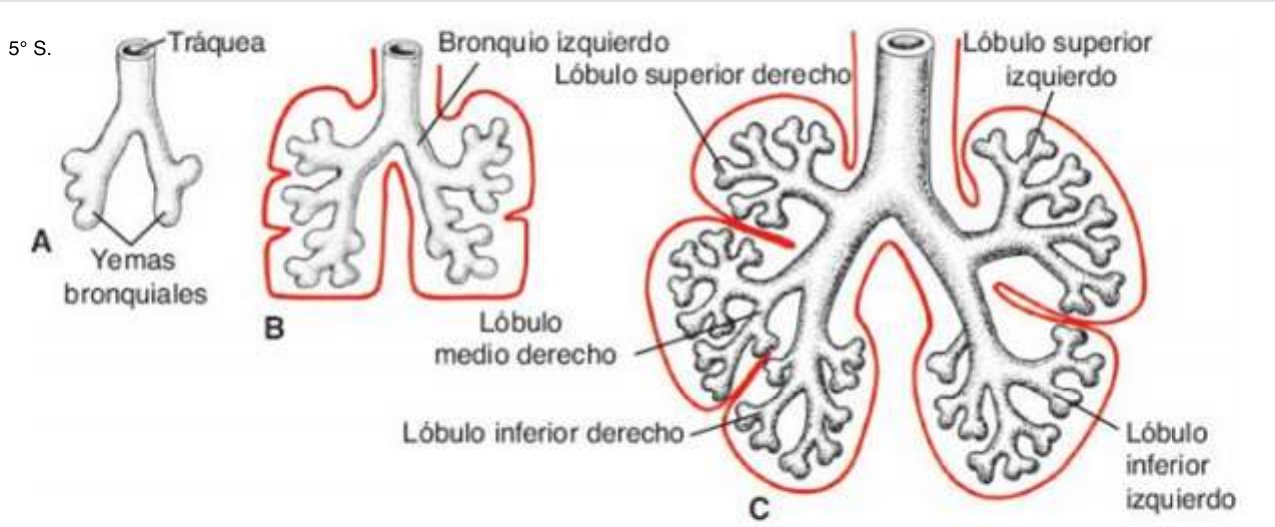 5° S.
Tráquea
Yemas
bronquiales
A
Bronquio izquierdo
B
Lóbulo superior derecho
Lóbulo superior
izquierdo
Lóbulo
medio derecho
Lóbulo inferior derecho
Lóbulo
inferior
izquierdo
C